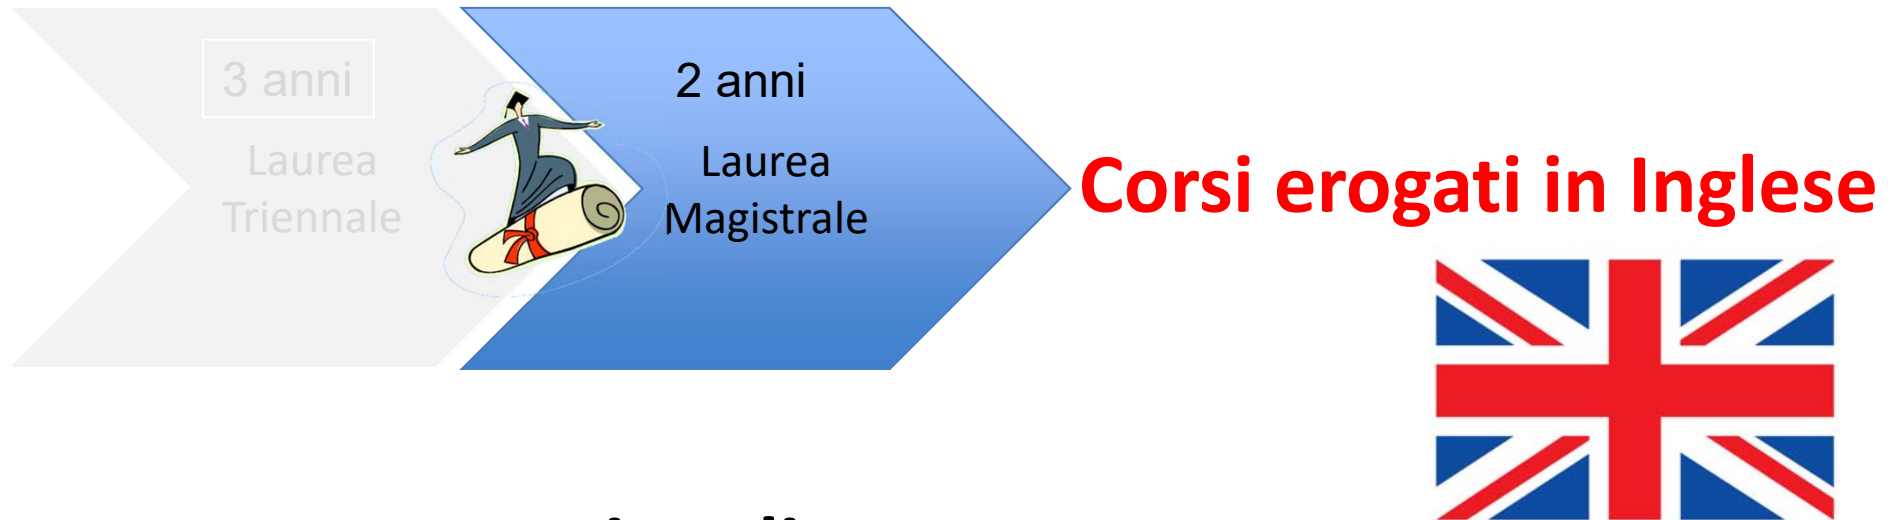 3 anni
Laurea
Triennale
2 anni
Laurea
Magistrale
Corsi erogati in Inglese